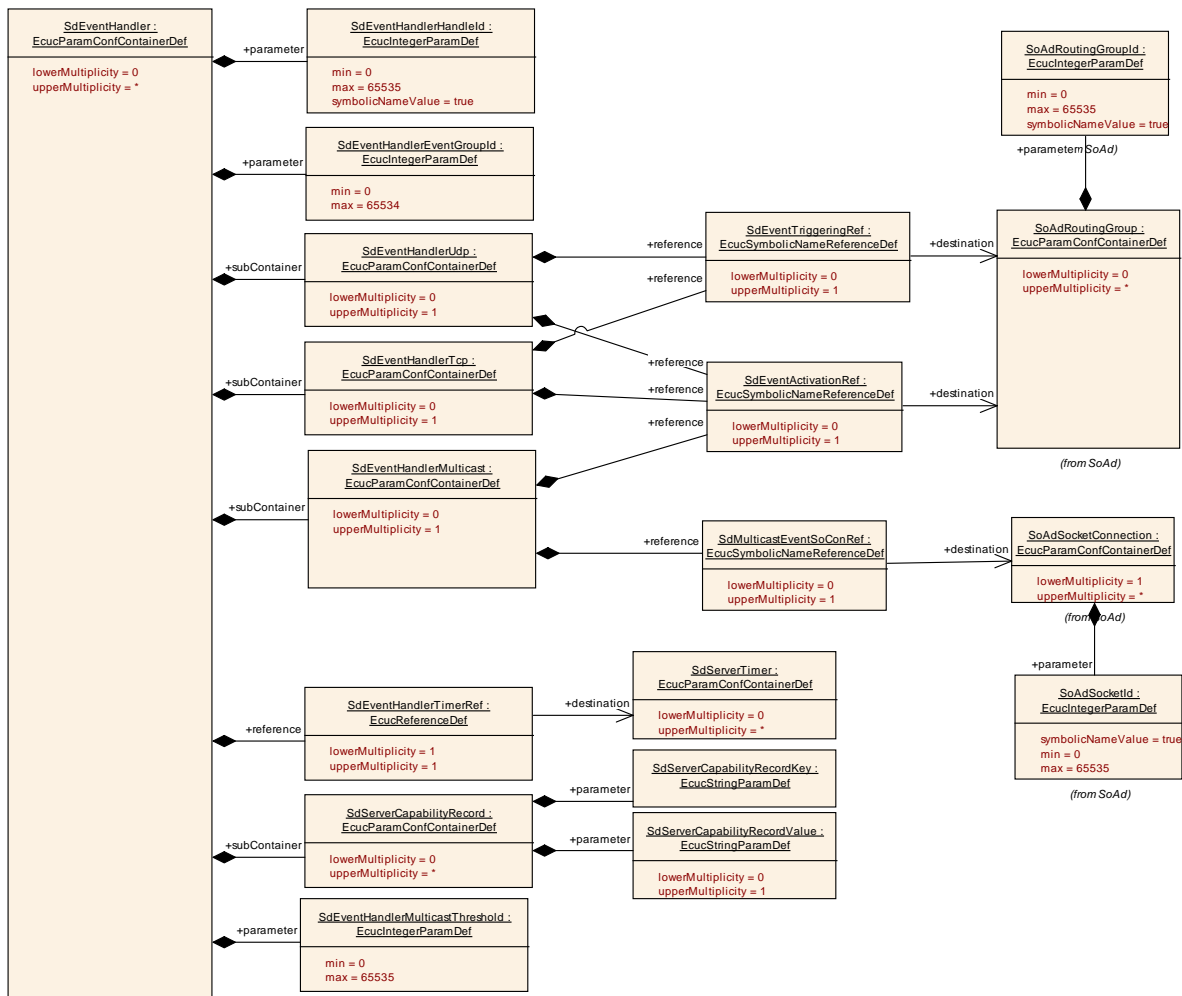 SdEventHandler :
EcucParamConfContainerDef
lowerMultiplicity = 0
upperMultiplicity = *
+parameter
SdEventHandlerHandleId :
EcucIntegerParamDef
min = 0
max = 65535
symbolicNameValue = true
SoAdRoutingGroupId :
EcucIntegerParamDef
min = 0
max = 65535
symbolicNameValue = true
+parameter
SoAd)
+parameter
SdEventHandlerEventGroupId :
EcucIntegerParamDef
min = 0
max = 65534
+subContainer
SdEventHandlerUdp :
EcucParamConfContainerDef
lowerMultiplicity = 0
upperMultiplicity = 1
+reference
+reference
SdEventTriggeringRef :
EcucSymbolicNameReferenceDef
lowerMultiplicity = 0
upperMultiplicity = 1
+destination
SoAdRoutingGroup :
EcucParamConfContainerDef
lowerMultiplicity = 0
upperMultiplicity = *
(from SoAd)
+subContainer
SdEventHandlerTcp :
EcucParamConfContainerDef
lowerMultiplicity = 0
upperMultiplicity = 1
+reference
+reference
+reference
SdEventActivationRef :
EcucSymbolicNameReferenceDef
lowerMultiplicity = 0
upperMultiplicity = 1
+destination
+subContainer
SdEventHandlerMulticast :
EcucParamConfContainerDef
lowerMultiplicity = 0
upperMultiplicity = 1
+reference
SdMulticastEventSoConRef :
EcucSymbolicNameReferenceDef
lowerMultiplicity = 0
upperMultiplicity = 1
+destination
SoAdSocketConnection :
EcucParamConfContainerDef
lowerMultiplicity = 1
upperMultiplicity = *
(from SoAd)
+parameter
SoAdSocketId :
EcucIntegerParamDef
symbolicNameValue = true
min = 0
max = 65535
(from SoAd)
+reference
SdEventHandlerTimerRef :
EcucReferenceDef
lowerMultiplicity = 1
upperMultiplicity = 1
+destination
SdServerTimer :
EcucParamConfContainerDef
lowerMultiplicity = 0
upperMultiplicity = *
+subContainer
SdServerCapabilityRecord :
EcucParamConfContainerDef
lowerMultiplicity = 0
upperMultiplicity = *
+parameter
SdServerCapabilityRecordKey :
EcucStringParamDef
+parameter
SdServerCapabilityRecordValue :
EcucStringParamDef
lowerMultiplicity = 0
upperMultiplicity = 1
+parameter
SdEventHandlerMulticastThreshold :
EcucIntegerParamDef
min = 0
max = 65535